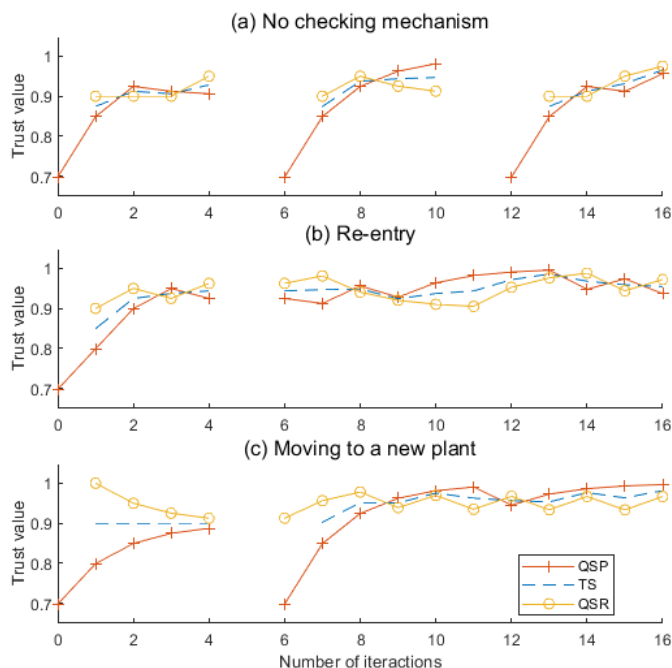 (a) No checking mechanism
Trust value
1
0.9
0.8
0.7
0 2 4 6 8 10 12 14 16
(b) Re-entry
Trust value
1
0.9
0.8
0.7
0 2 4 6 8 10 12 14 16
(c) Moving to a new plant
Trust value
1
0.9
0.8
0.7
QSP
TS
QSR
0 2 4 6 8 10 12 14 16
Number of iteractions